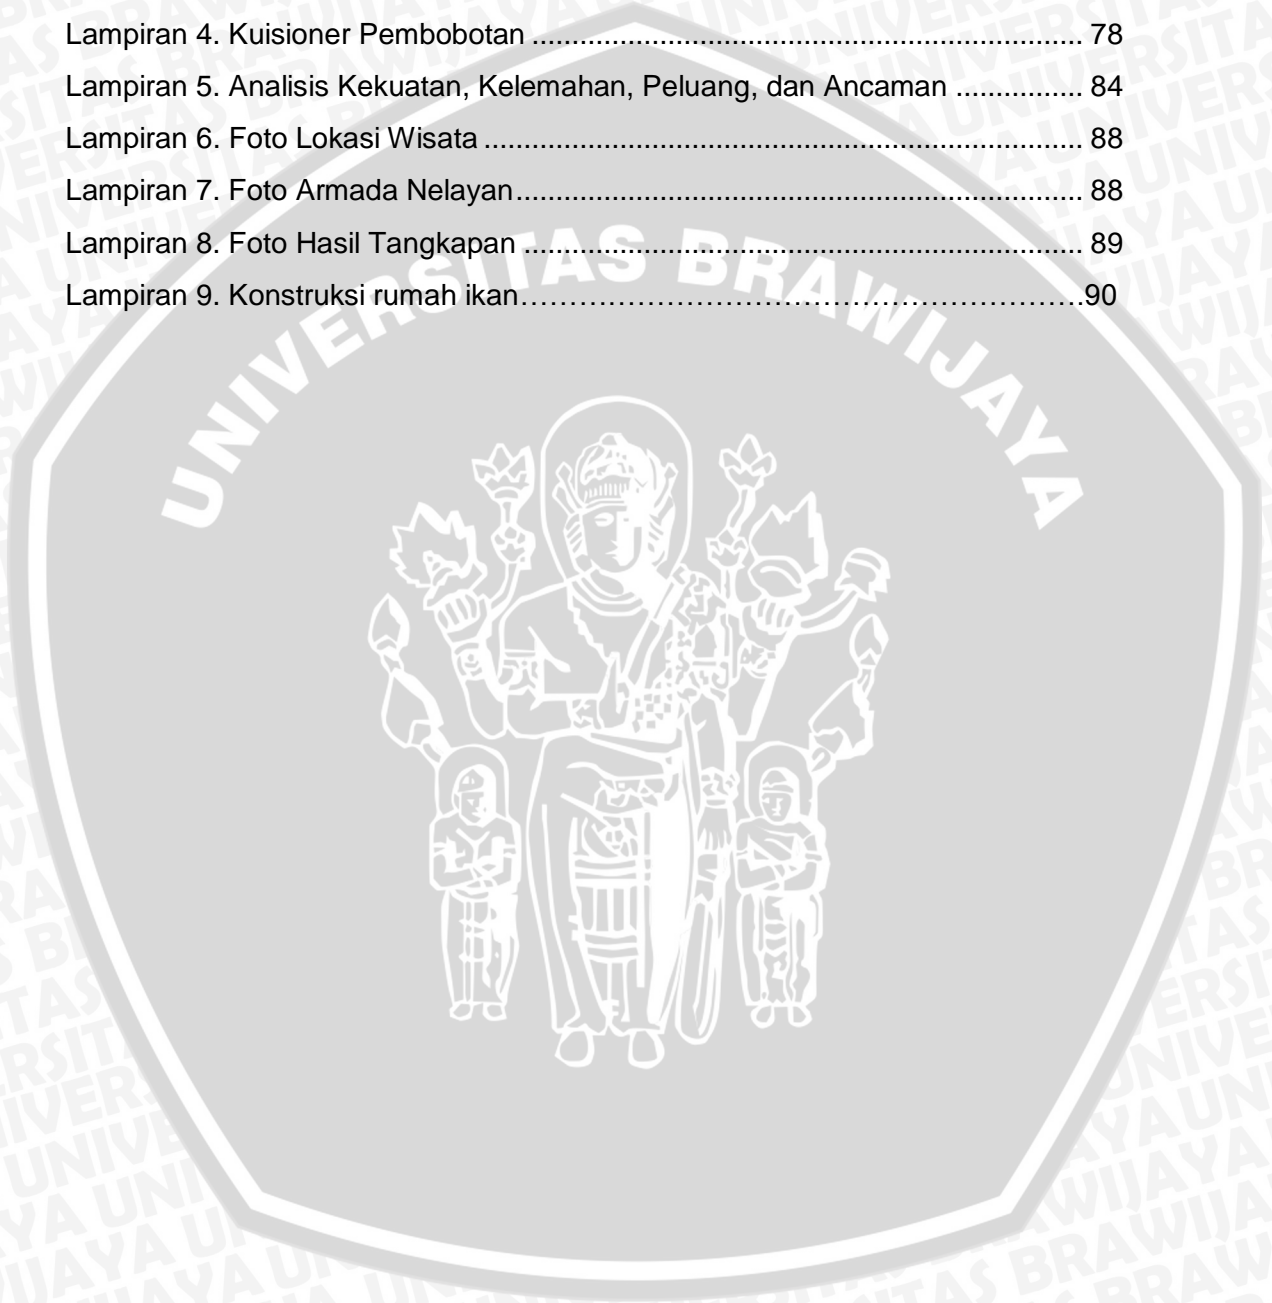 Lampiran 4. Kuisioner Pembobotan ..................................................................... 78
Lampiran 5. Analisis Kekuatan, Kelemahan, Peluang, dan Ancaman ................ 84
Lampiran 6. Foto Lokasi Wisata ........................................................................... 88
Lampiran 7. Foto Armada Nelayan....................................................................... 88
Lampiran 8. Foto Hasil Tangkapan ...................................................................... 89
Lampiran 9. Konstruksi rumah ikan……………………………………………….90
UNIVERSITAS BRAWIJAYA